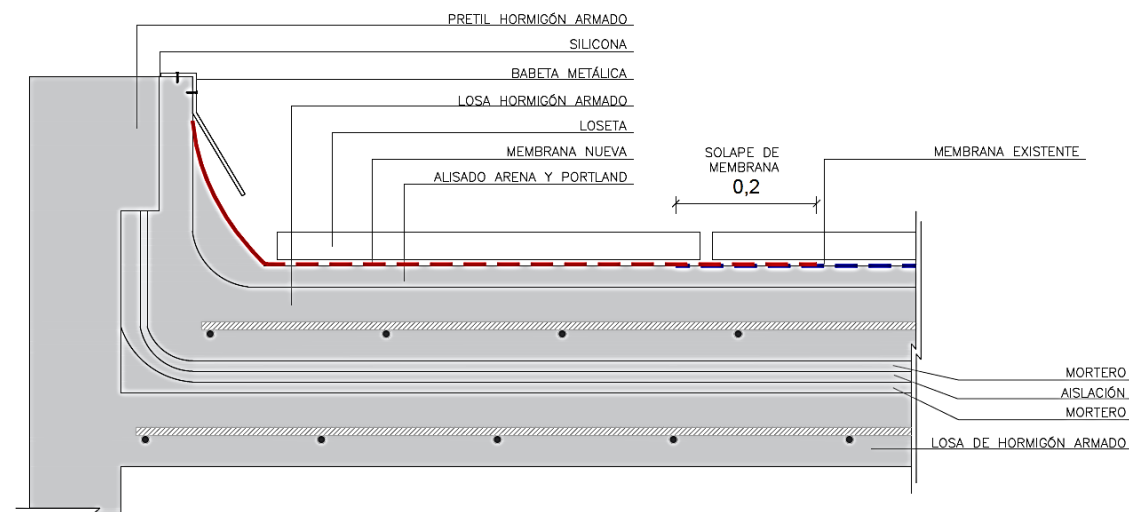 PRETIL HORMIGÓN ARMADO
SILICONA
BABETA METÁLICA
LOSA HORMIGÓN ARMADO
LOSETA
MEMBRANA NUEVA
ALISADO ARENA Y PORTLAND
SOLAPE DE
MEMBRANA
0,2
MEMBRANA EXISTENTE
MORTERO
AISLACIÓN
MORTERO
LOSA DE HORMIGÓN ARMADO